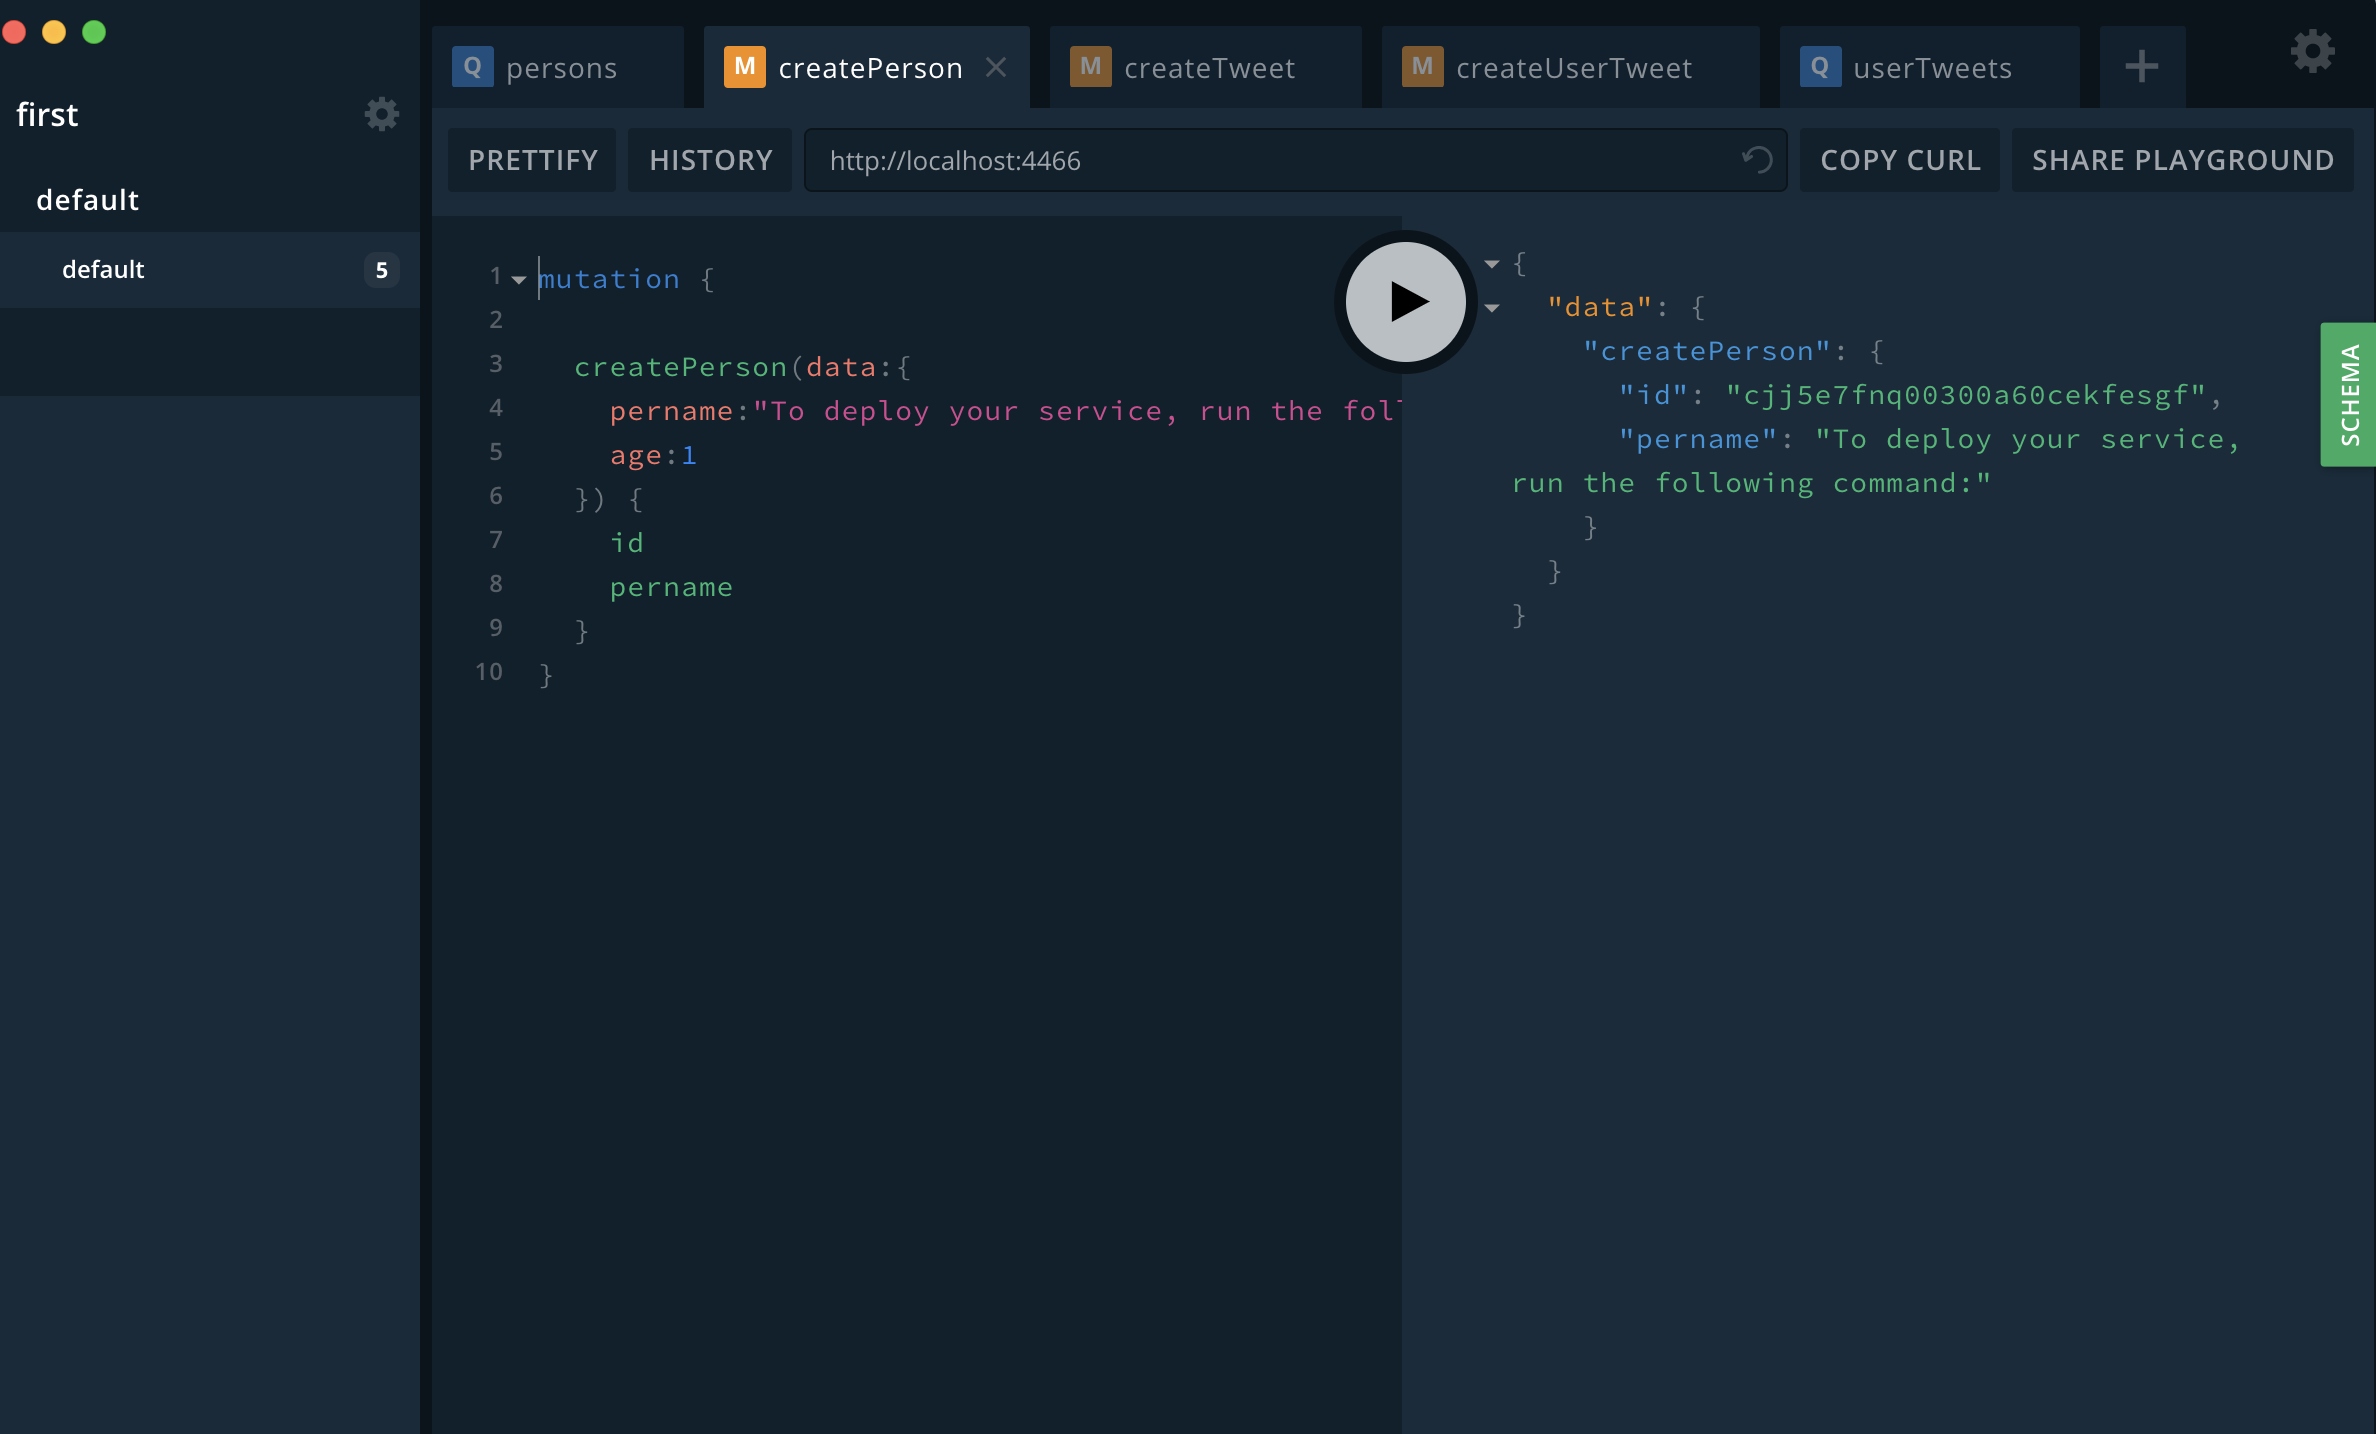 first
default
default 5
Q persons
M createPerson
M createTweet
M createUserTweet
Q userTweets
PRETTIFY
HISTORY
http://localhost:4466
COPY CURL
SHARE PLAYGROUND
1 mutation {
2
3 createPerson(data:{
4 pername:"To deploy your service, run the foll
5 age:1
6 }) {
7 id
8 pername
9 }
10 }
{
"data": {
"createPerson": {
"id": "cjj5e7fnq00300a60cekfesgf",
"pername": "To deploy your service,
run the following command:"
}
}
}
SCHEMA